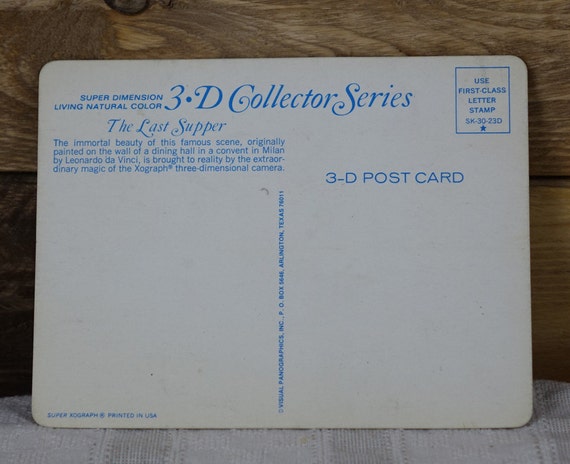 SUPER DIMENSION
LIVING NATURAL COLOR
3·D Collector Series
The Last Supper
The immortal beauty of this famous scene, originally
painted on the wall of a dining hall in a convent in Milan
by Leonardo da Vinci, is brought to reality by the extraor-
dinary magic of the Xograph® three-dimensional camera.
USE
FIRST-CLASS
LETTER
STAMP
SK-30-23D
★
3-D POST CARD
©VISUAL PANOGRAPHICS, INC., P. O. BOX 5646, ARLINGTON, TEXAS 76011
SUPER XOGRAPH® PRINTED IN USA